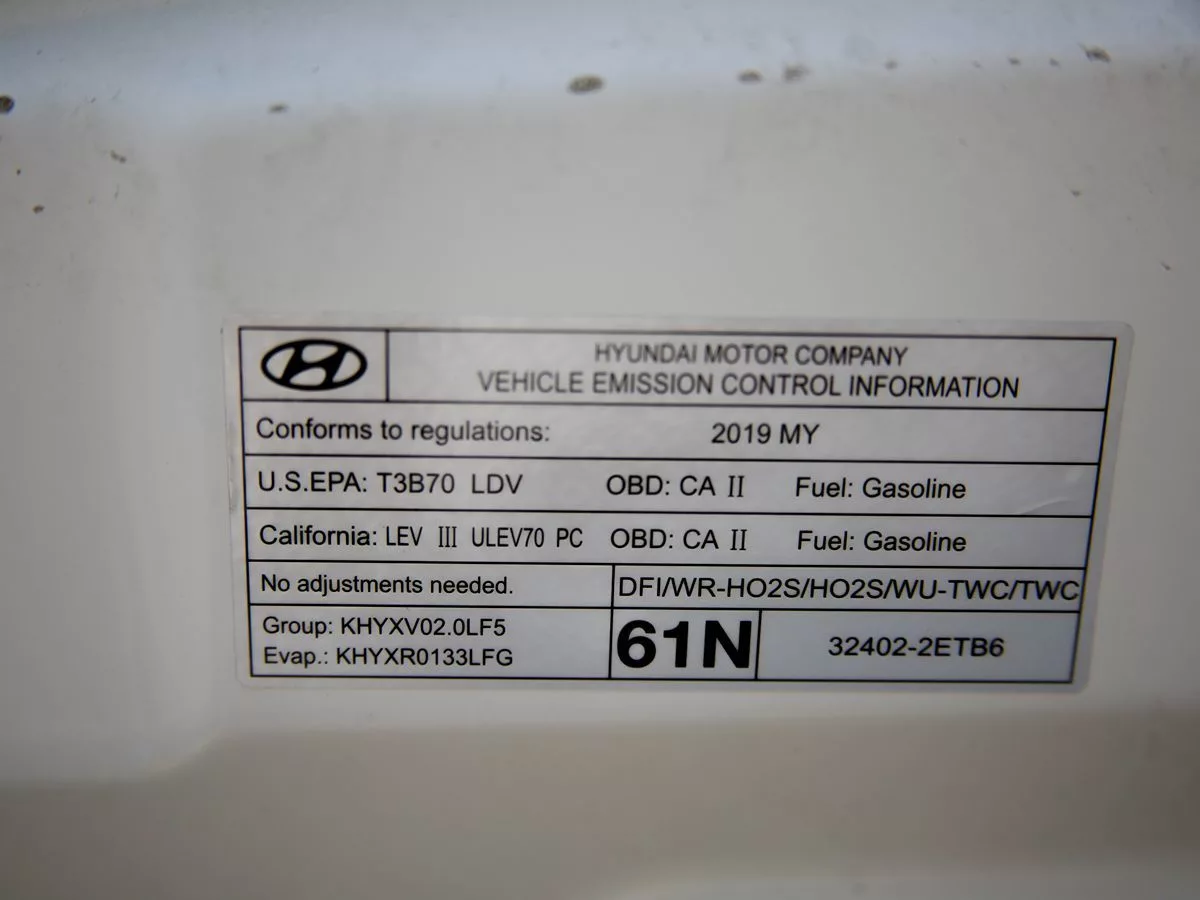 HYUNDAI MOTOR COMPANY
VEHICLE EMISSION CONTROL INFORMATION
Conforms to regulations: 2019 MY
U.S.EPA: T3B70 LDV OBD: CA II Fuel: Gasoline
California: LEV III ULEV70 PC OBD: CA II Fuel: Gasoline
No adjustments needed. DFI/WR-HO2S/HO2S/WU-TWC/TWC
Group: KHYXV02.0LF5
Evap.: KHYXR0133LFG
61N
32402-2ETB6